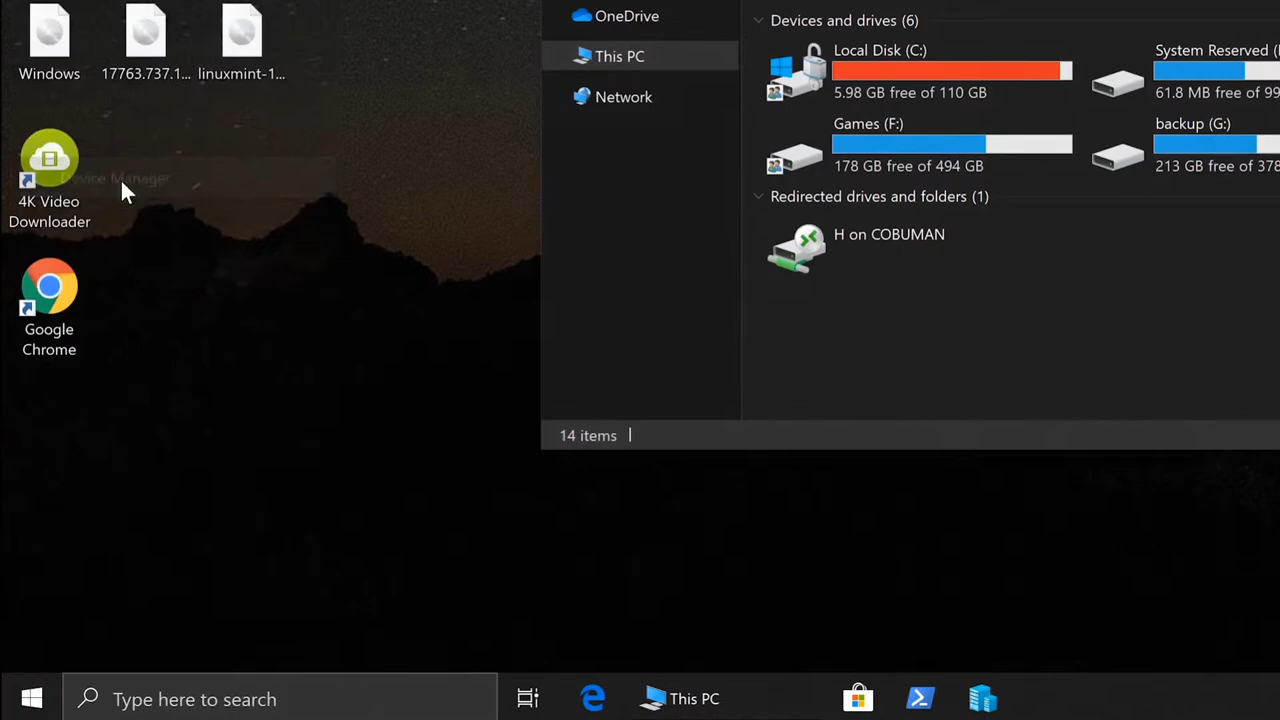 Windows
17763.737.1...
linuxmint-1...
Device Manager
4K Video
Downloader
Google
Chrome
OneDrive
This PC
Network
Devices and drives (6)
Local Disk (C:)
5.98 GB free of 110 GB
System Reserved (
61.8 MB free of 99
Games (F:)
178 GB free of 494 GB
backup (G:)
213 GB free of 378
Redirected drives and folders (1)
H on COBUMAN
14 items
Type here to search
This PC